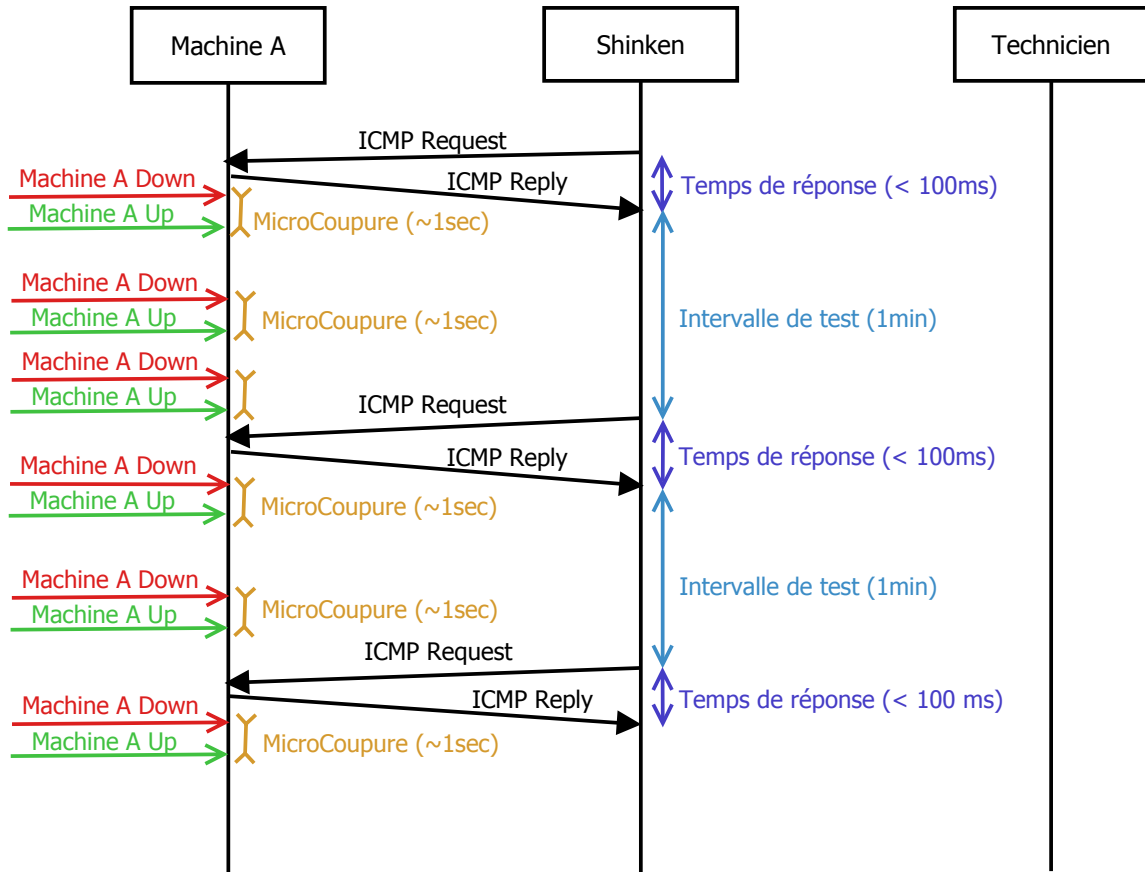 Machine A
Shinken
Technicien
ICMP Request
Machine A Down
ICMP Reply
Temps de réponse (< 100ms)
Machine A Up
MicroCoupure (~1sec)
Machine A Down
Machine A Up
MicroCoupure (~1sec)
Intervalle de test (1min)
Machine A Down
Machine A Up
ICMP Request
Machine A Down
ICMP Reply
Temps de réponse (< 100ms)
Machine A Up
MicroCoupure (~1sec)
Machine A Down
Machine A Up
MicroCoupure (~1sec)
Intervalle de test (1min)
ICMP Request
Machine A Down
ICMP Reply
Temps de réponse (< 100 ms)
Machine A Up
MicroCoupure (~1sec)